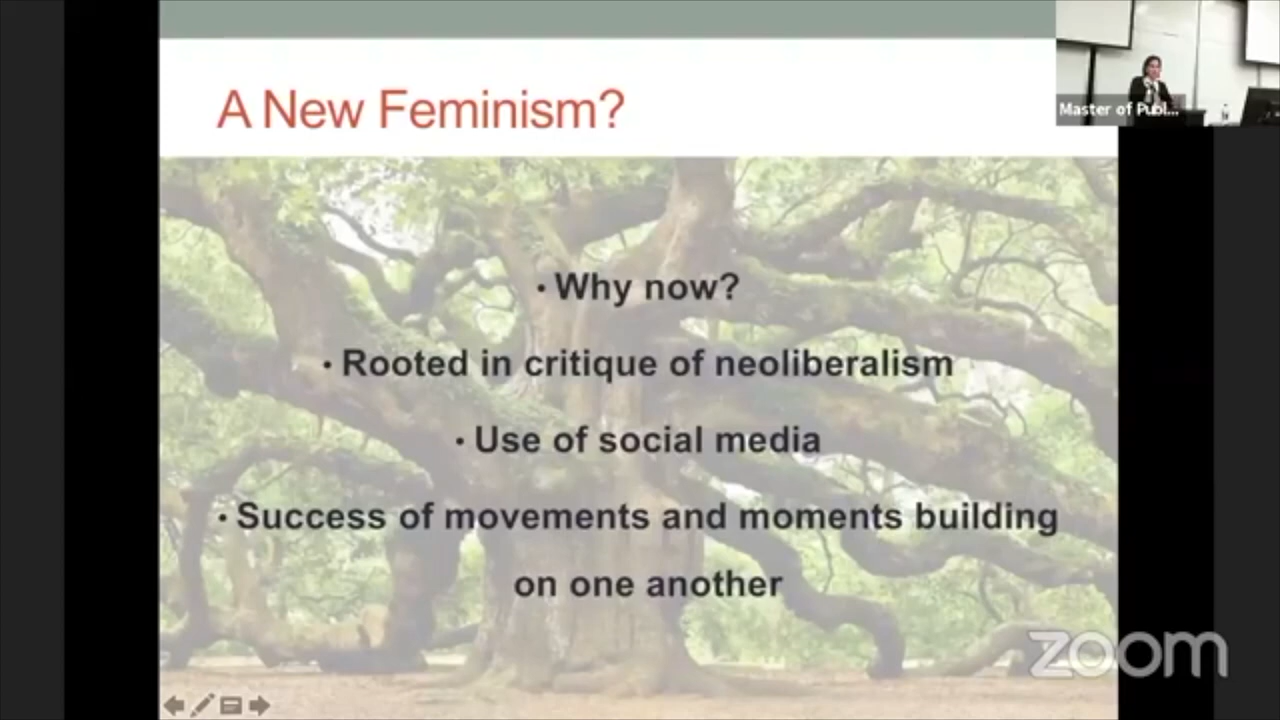 A New Feminism?
Master of Publ...
• Why now?
• Rooted in critique of neoliberalism
• Use of social media
• Success of movements and moments building
on one another
zoom